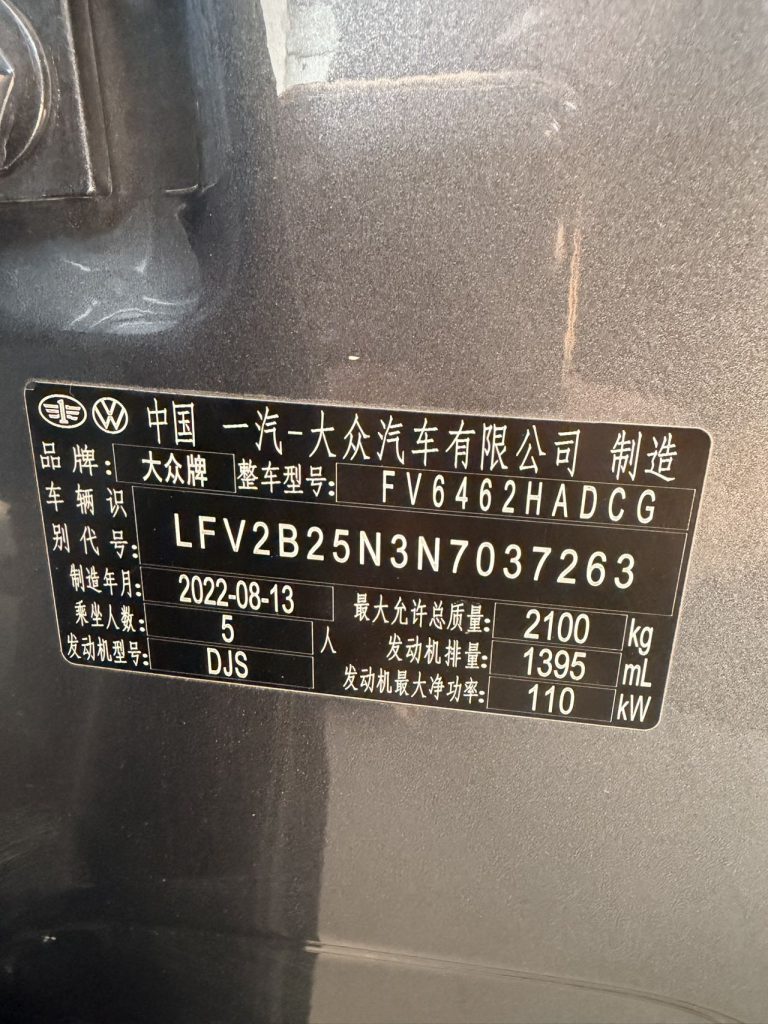 中国 一汽-大众汽车有限公司 制造
品牌: 大众牌 整车型号: FV6462HADCG
车辆识别代号: LFV2B25N3N7037263
制造年月: 2022-08-13 最大允许总质量: 2100 kg
乘坐人数: 5 人 发动机排量: 1395 mL
发动机型号: DJS 发动机最大净功率: 110 kW